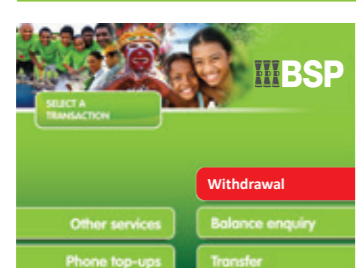 BSP
SELECT A
TRANSACTION
Withdrawal
Other services
Balance enquiry
Phone top-ups
Transfer